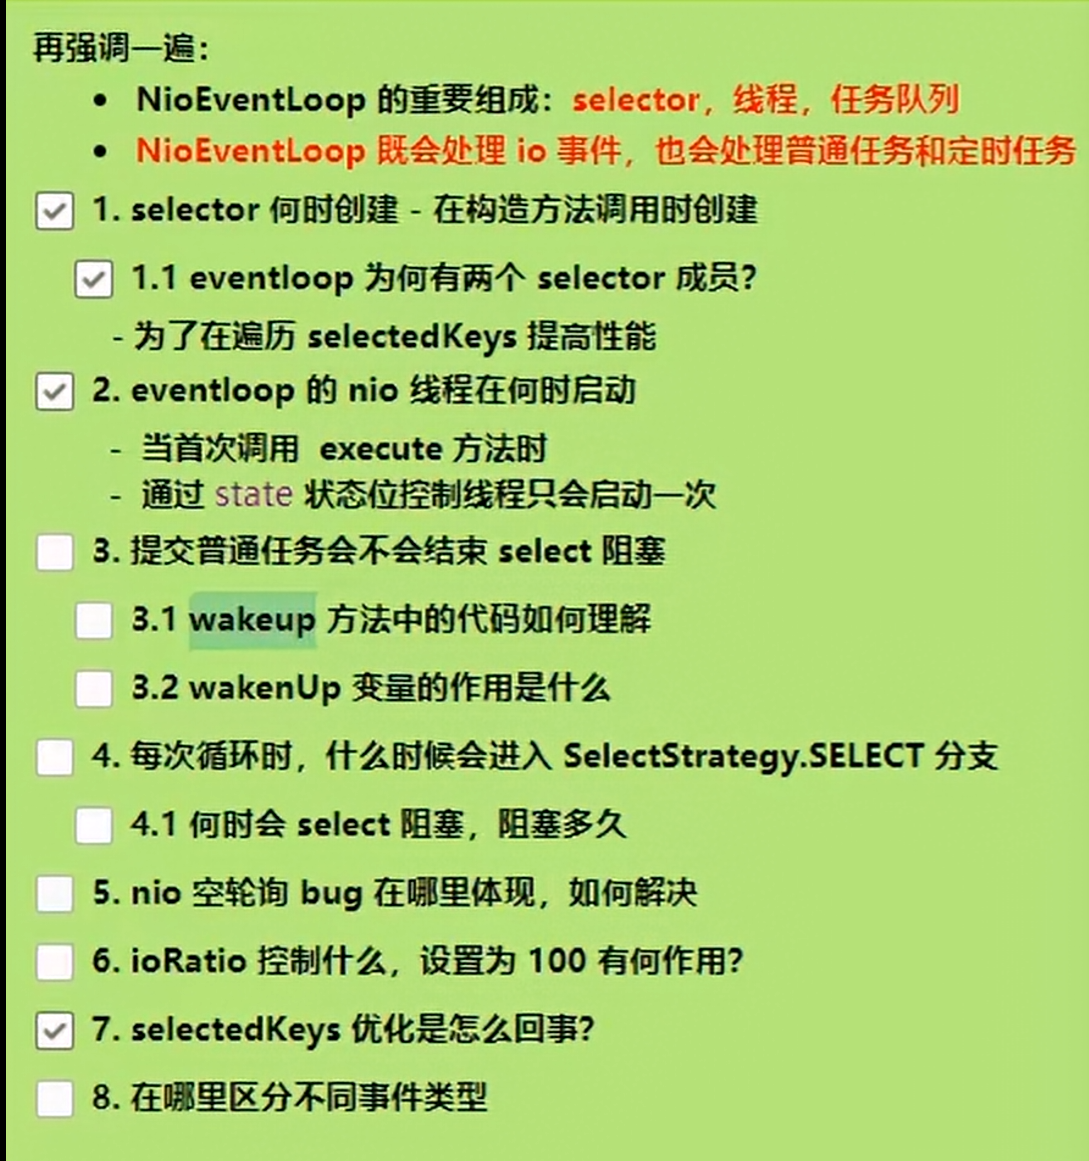 再强调一遍：
• NioEventLoop 的重要组成：selector，线程，任务队列
• NioEventLoop 既会处理 io 事件，也会处理普通任务和定时任务
1. selector 何时创建 - 在构造方法调用时创建
1.1 eventloop 为何有两个 selector 成员?
- 为了在遍历 selectedKeys 提高性能
2. eventloop 的 nio 线程在何时启动
- 当首次调用 execute 方法时
- 通过 state 状态位控制线程只会启动一次
3. 提交普通任务会不会结束 select 阻塞
3.1 wakeup 方法中的代码如何理解
3.2 wakenUp 变量的作用是什么
4. 每次循环时，什么时候会进入 SelectStrategy.SELECT 分支
4.1 何时会 select 阻塞，阻塞多久
5. nio 空轮询 bug 在哪里体现，如何解决
6. ioRatio 控制什么，设置为 100 有何作用?
7. selectedKeys 优化是怎么回事?
8. 在哪里区分不同事件类型